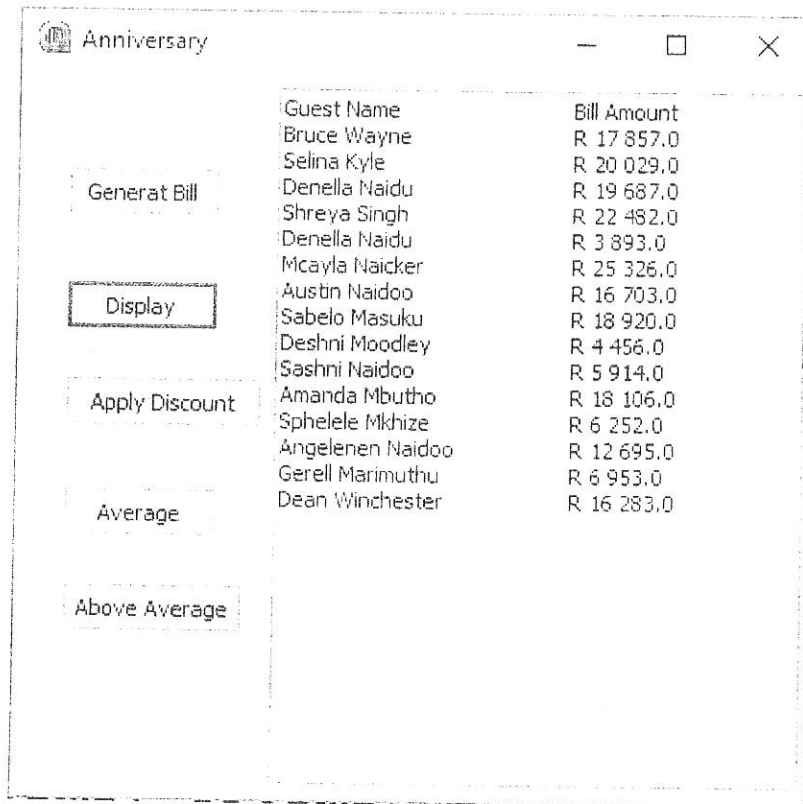 Anniversary
Guest Name Bill Amount
Bruce Wayne R 17 857.0
Selina Kyle R 20 029.0
Denella Naidu R 19 687.0
Shreya Singh R 22 482.0
Denella Naidu R 3 893.0
Mcayla Naicker R 25 326.0
Austin Naidoo R 16 703.0
Sabelo Masuku R 18 920.0
Deshni Moodley R 4 456.0
Sashni Naidoo R 5 914.0
Amanda Mbutho R 18 106.0
Sphelele Mkhize R 6 252.0
Angelenen Naidoo R 12 695.0
Gerell Marimuthu R 6 953.0
Dean Winchester R 16 283.0
Generat Bill
Display
Apply Discount
Average
Above Average